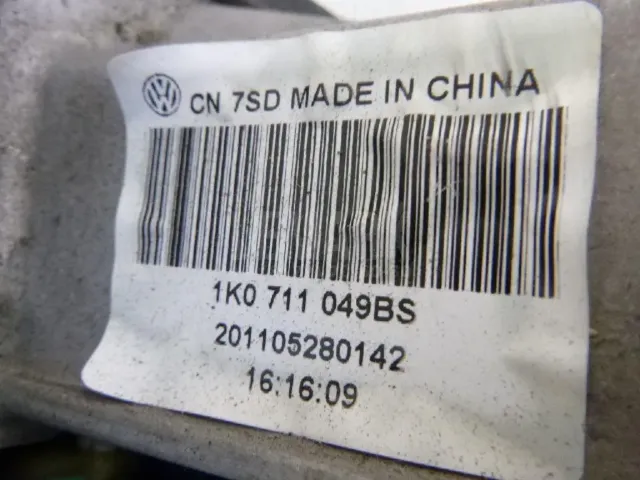 CN 7SD MADE IN CHINA
1K0 711 049BS
201105280142
16:16:09